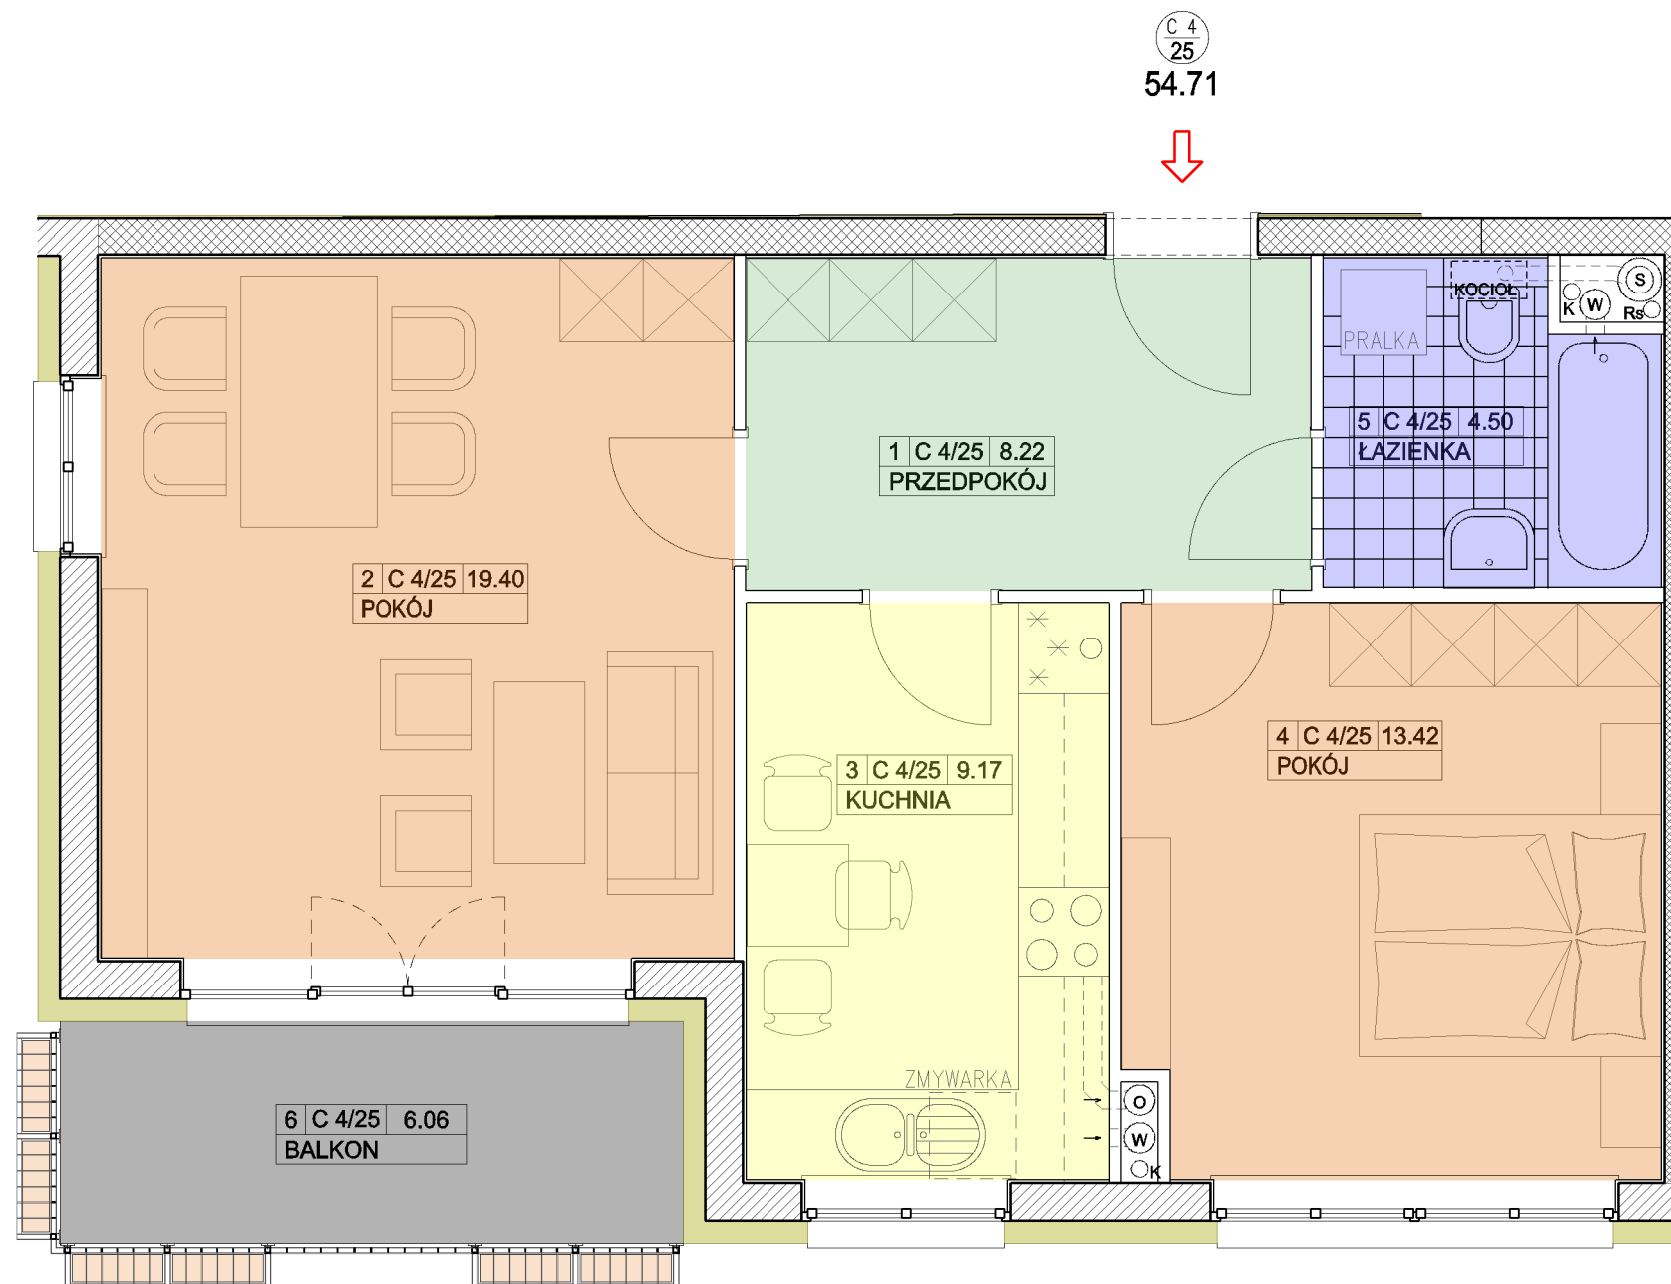 C 4
25
54.71
KOCIOŁ
S
K W Rs
PRALKA
5 C 4/25 4.50
ŁAZIENKA
1 C 4/25 8.22
PRZEDPOKÓJ
2 C 4/25 19.40
POKÓJ
4 C 4/25 13.42
POKÓJ
3 C 4/25 9.17
KUCHNIA
ZMYWARKA
O
W
K
6 C 4/25 6.06
BALKON